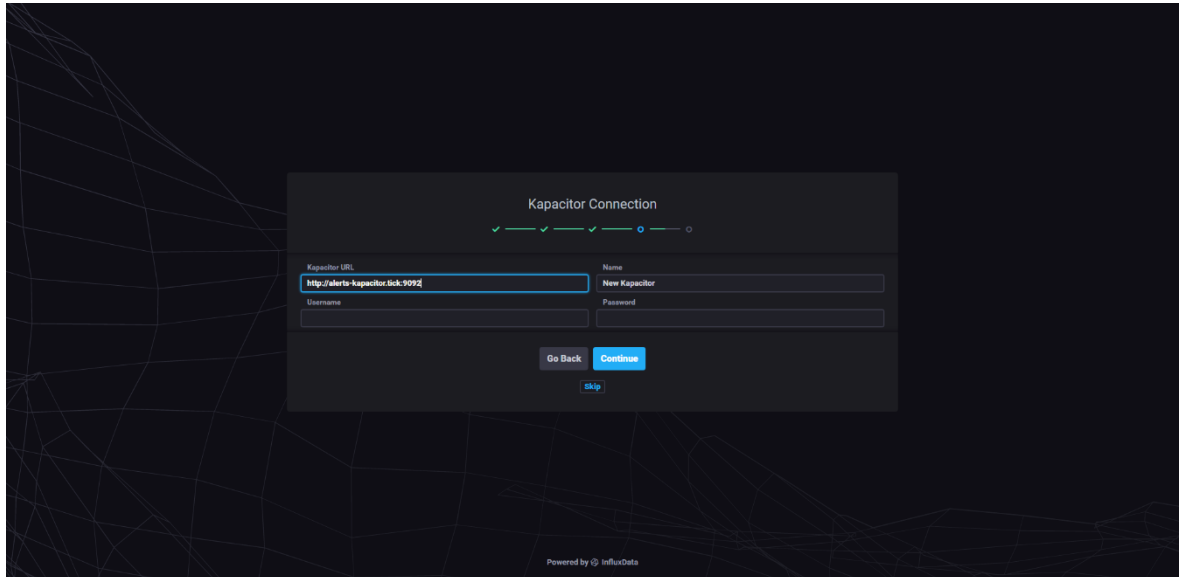 Kapacitor Connection
Kapacitor URL
Name
http://alerts-kapacitor.tick:9092
New Kapacitor
Username
Password
Go Back
Continue
Skip
Powered by InfluxData